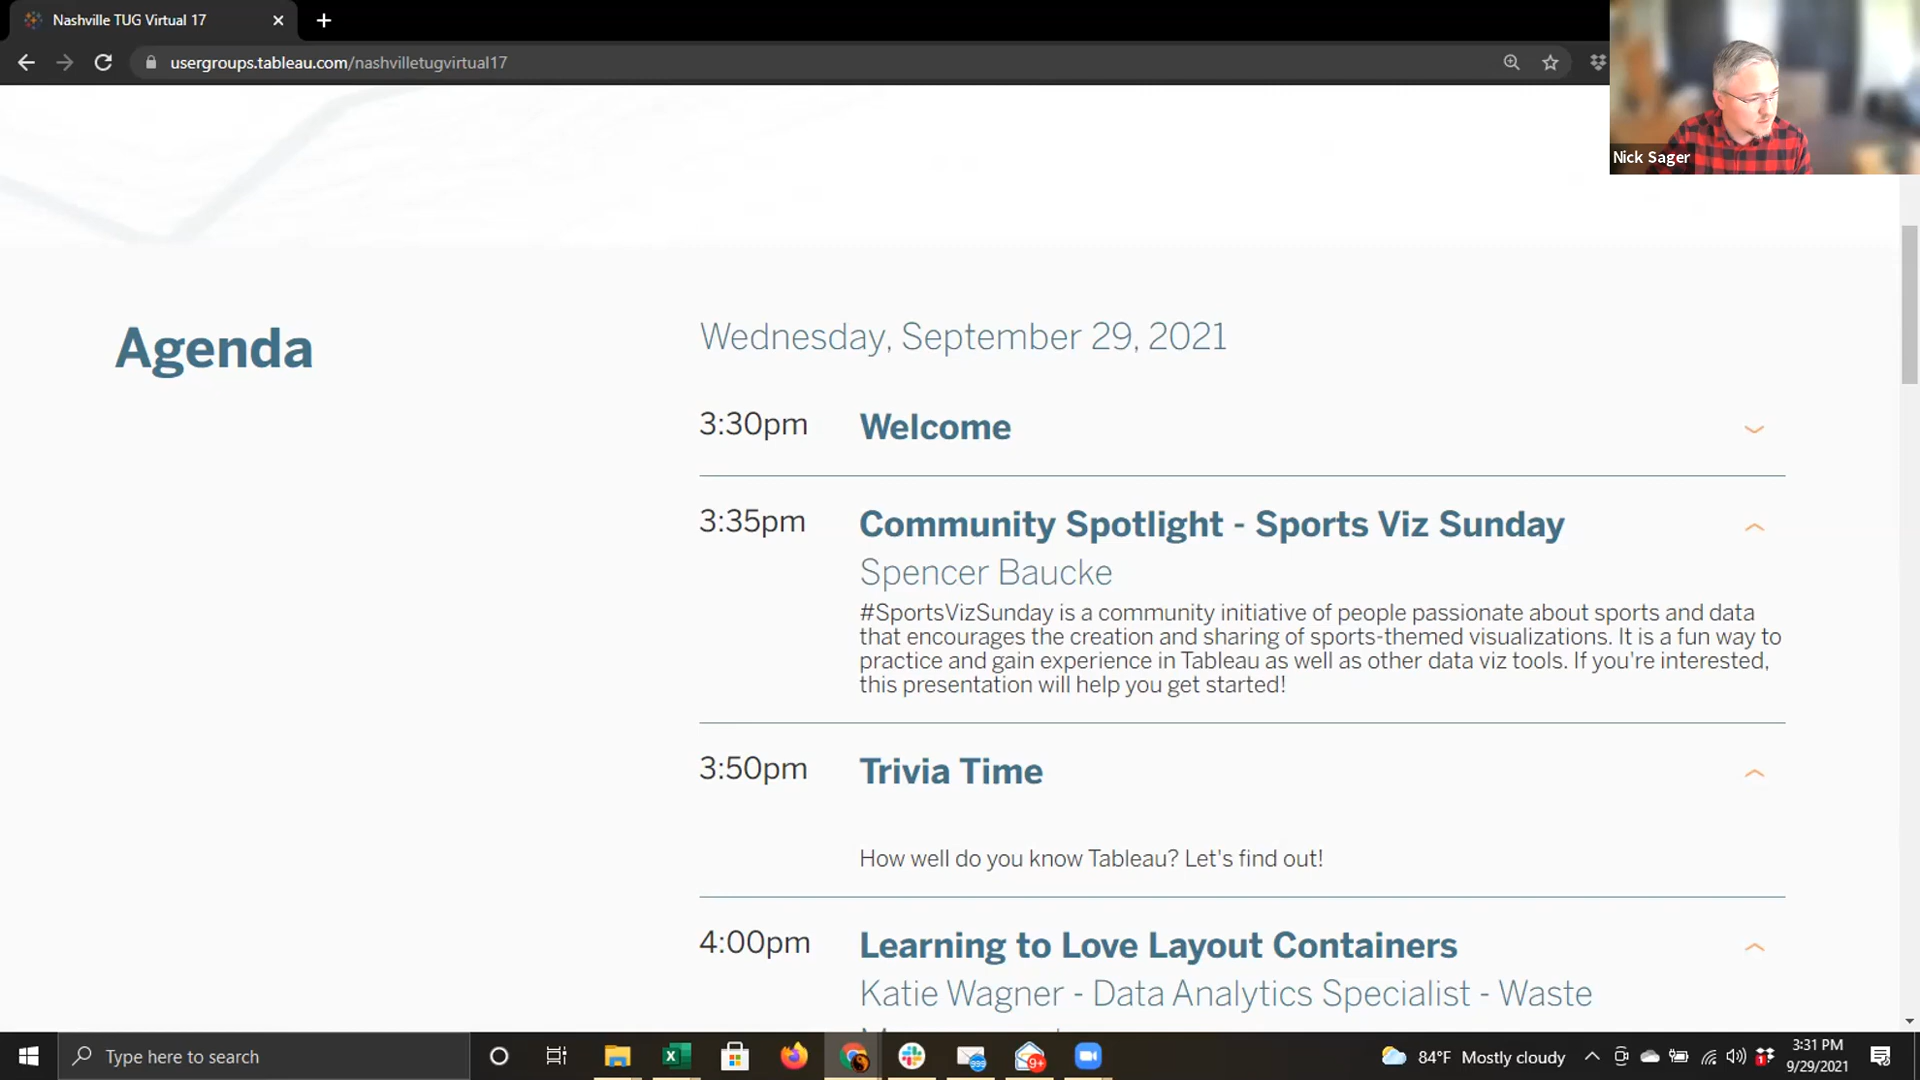 Nashville TUG Virtual 17
usergroups.tableau.com/nashvilletugvirtual17
Nick Sager
Agenda
Wednesday, September 29, 2021
3:30pm Welcome
3:35pm Community Spotlight - Sports Viz Sunday
Spencer Baucke
#SportsVizSunday is a community initiative of people passionate about sports and data
that encourages the creation and sharing of sports-themed visualizations. It is a fun way to
practice and gain experience in Tableau as well as other data viz tools. If you're interested,
this presentation will help you get started!
3:50pm Trivia Time
How well do you know Tableau? Let's find out!
4:00pm Learning to Love Layout Containers
Katie Wagner - Data Analytics Specialist - Waste
Type here to search
999
9+
84°F Mostly cloudy
3:31 PM
9/29/2021